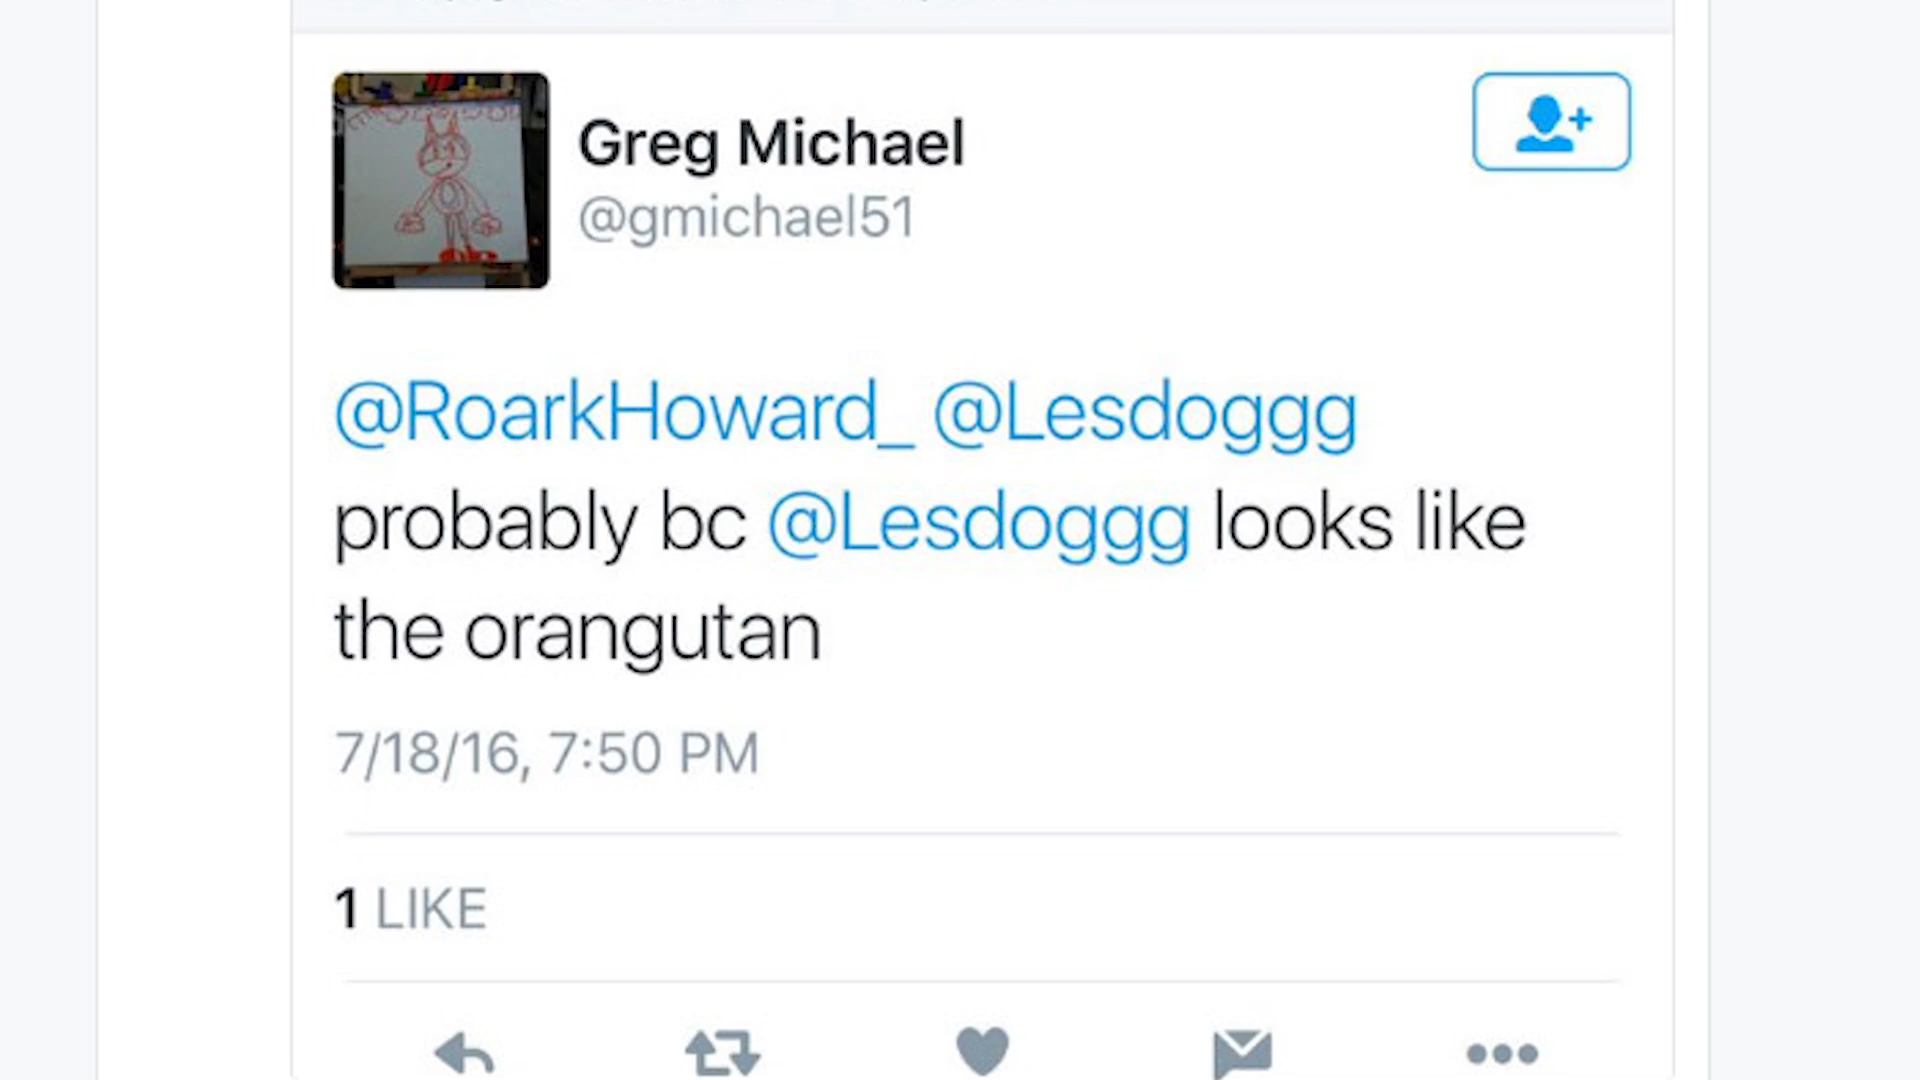 Greg Michael
@gmichael51
@RoarkHoward_ @Lesdoggg
probably bc @Lesdoggg looks like
the orangutan
7/18/16, 7:50 PM
1 LIKE